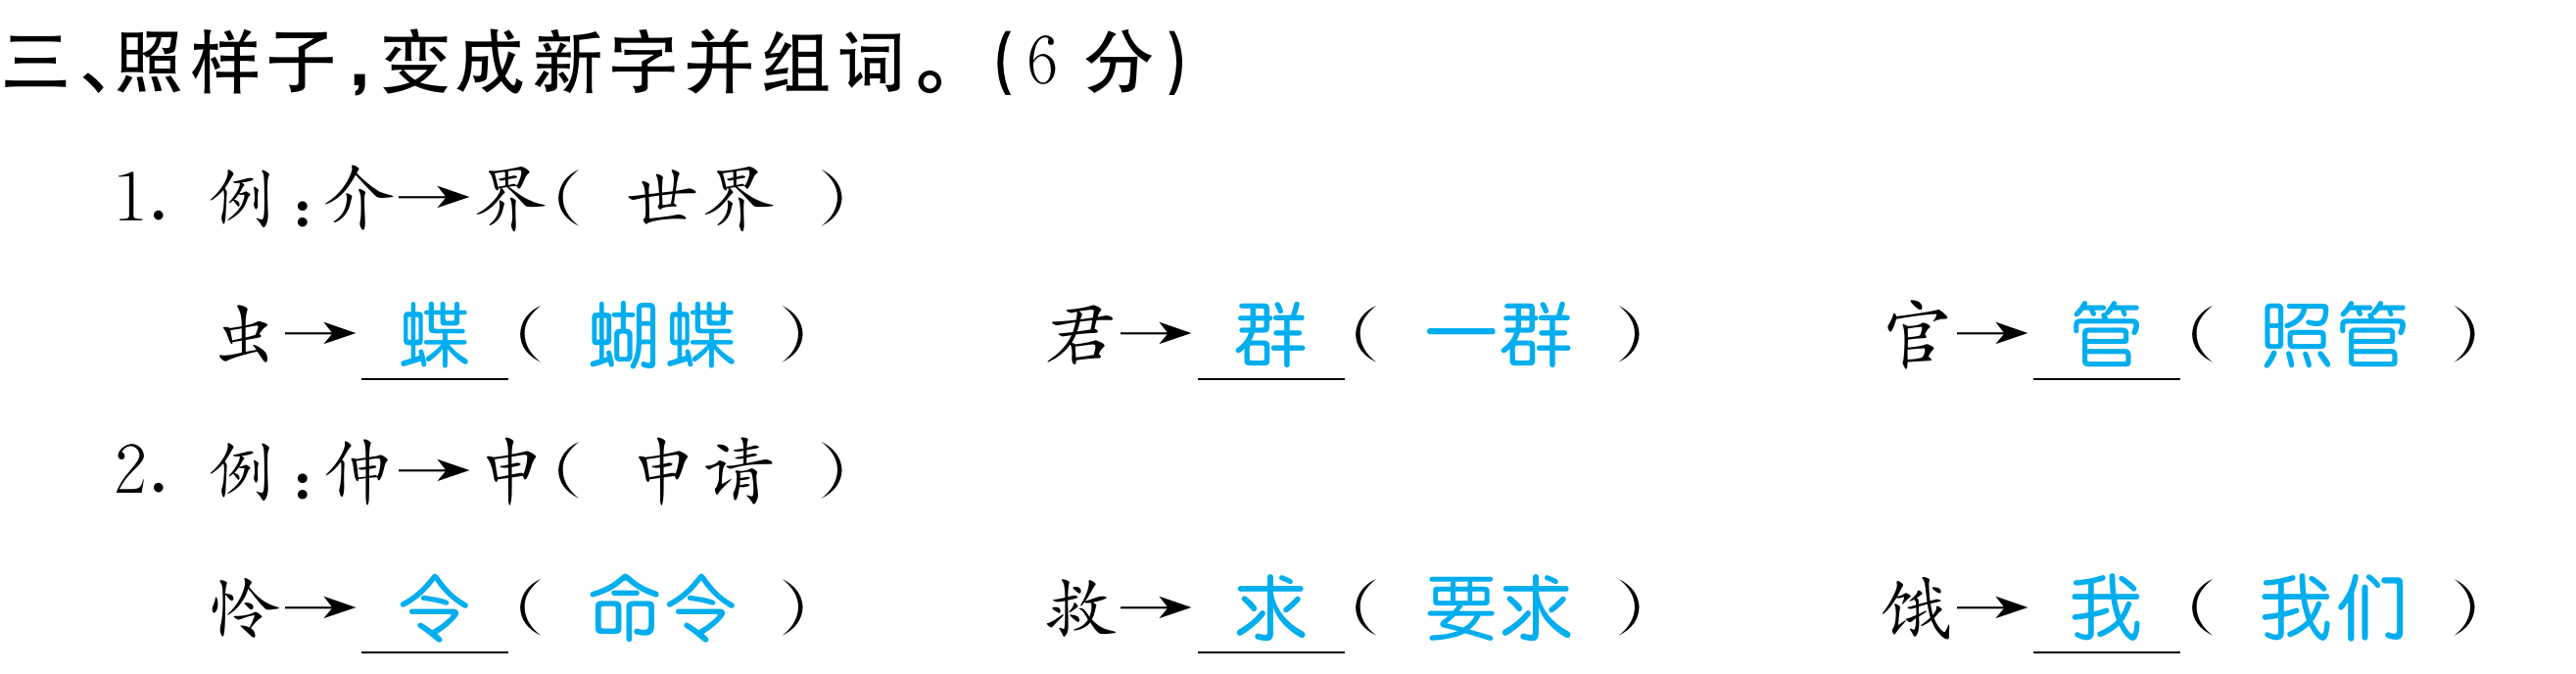 三、照样子,变成新字并组词。(6 分)
1. 例:介→界( 世界 )
虫→ 蝶 ( 蝴蝶 ) 君→ 群 ( 一群 ) 官→ 管 ( 照管 )
2. 例:伸→申( 申请 )
怜→ 令 ( 命令 ) 救→ 求 ( 要求 ) 饿→ 我 ( 我们 )